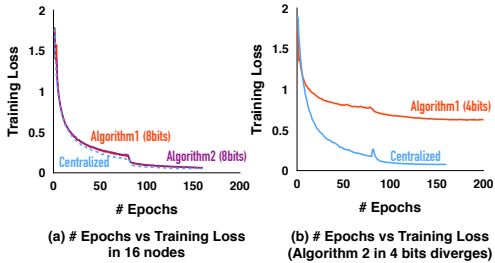 2
1.5
1
0.5
0
0 50 100 150 200
Training Loss
# Epochs
Algorithm1 (8bits)
Centralized
Algorithm2 (8bits)
(a) # Epochs vs Training Loss
in 16 nodes
2
1.5
1
0.5
0
0 50 100 150 200
Training Loss
# Epochs
Algorithm1 (4bits)
Centralized
(b) # Epochs vs Training Loss
(Algorithm 2 in 4 bits diverges)